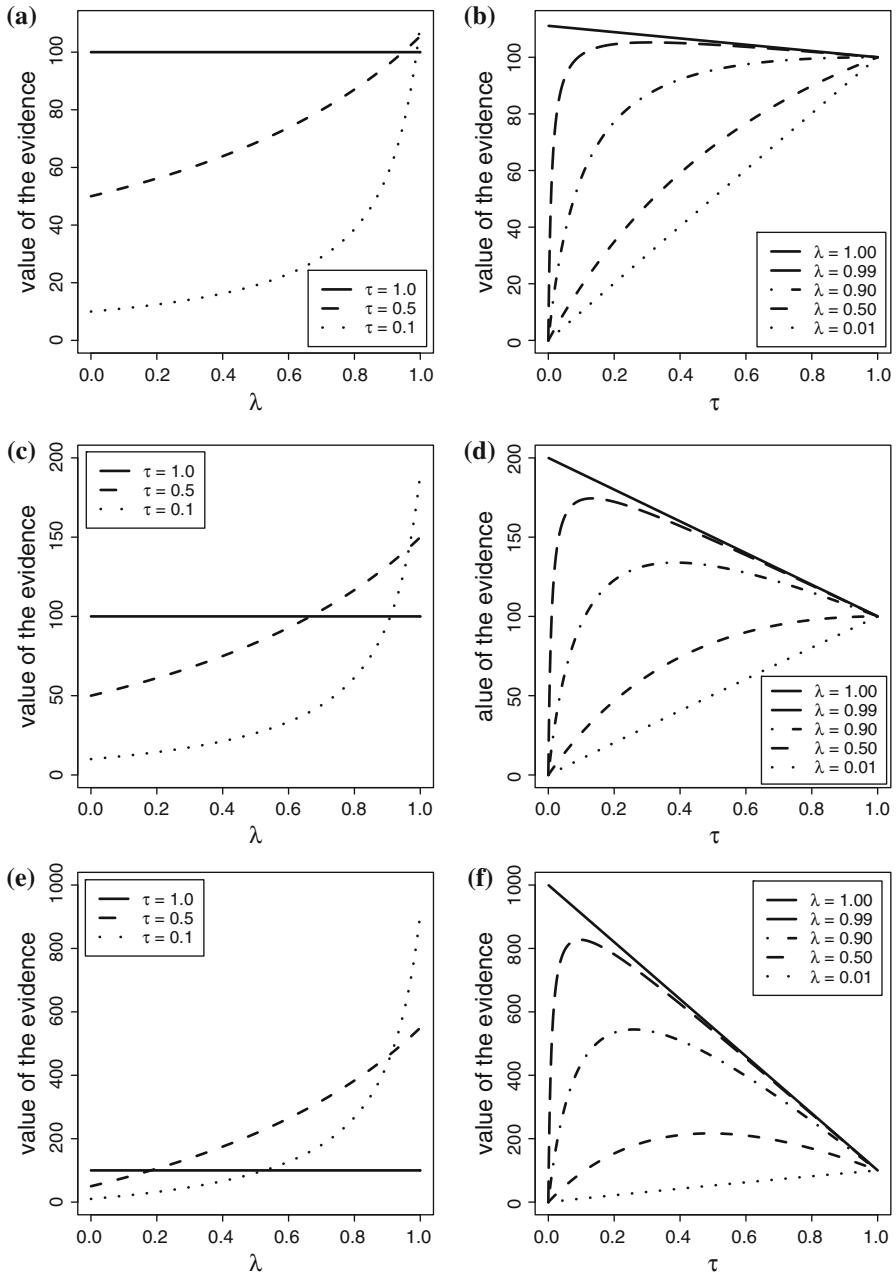 (a)
value of the evidence
0 20 40 60 80 100
τ = 1.0
τ = 0.5
τ = 0.1
0.0 0.2 0.4 0.6 0.8 1.0
λ
(b)
value of the evidence
0 20 40 60 80 100
λ = 1.00
λ = 0.99
λ = 0.90
λ = 0.50
λ = 0.01
0.0 0.2 0.4 0.6 0.8 1.0
τ
(c)
value of the evidence
0 50 100 150 200
τ = 1.0
τ = 0.5
τ = 0.1
0.0 0.2 0.4 0.6 0.8 1.0
λ
(d)
alue of the evidence
0 50 100 150 200
λ = 1.00
λ = 0.99
λ = 0.90
λ = 0.50
λ = 0.01
0.0 0.2 0.4 0.6 0.8 1.0
τ
(e)
value of the evidence
0 200 400 600 800 1000
τ = 1.0
τ = 0.5
τ = 0.1
0.0 0.2 0.4 0.6 0.8 1.0
λ
(f)
value of the evidence
0 200 400 600 800 1000
λ = 1.00
λ = 0.99
λ = 0.90
λ = 0.50
λ = 0.01
0.0 0.2 0.4 0.6 0.8 1.0
τ